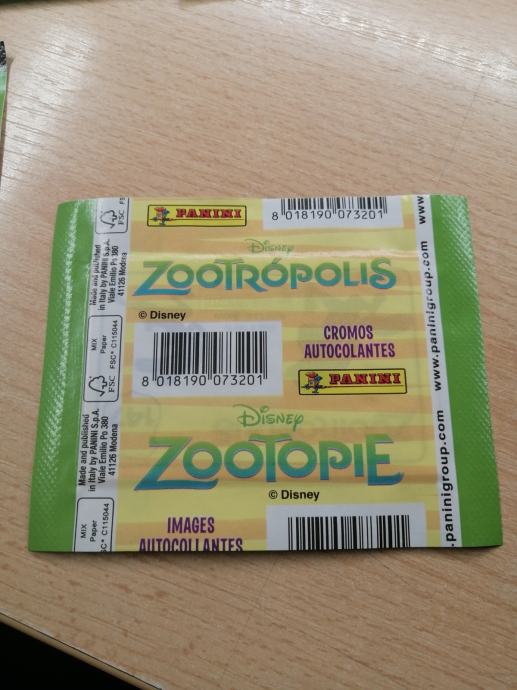 PANINI
8 018190 073201
Disney
ZOOTRÓPOLIS
© Disney
8 018190 073201
CROMOS
AUTOCOLANTES
PANINI
Disney
ZOOTOPIE
© Disney
IMAGES
AUTOCOLLANTES
FSC
Made and published
in Italy by PANINI S.p.A.
Viale Emilio Po 380
41126 Modena
MIX
Paper
FSC® C115044
FSC
Made and published
in Italy by PANINI S.p.A.
Viale Emilio Po 380
41126 Modena
MIX
Paper
SC® C115044
www
www.paninigroup.com
.paninigroup.com